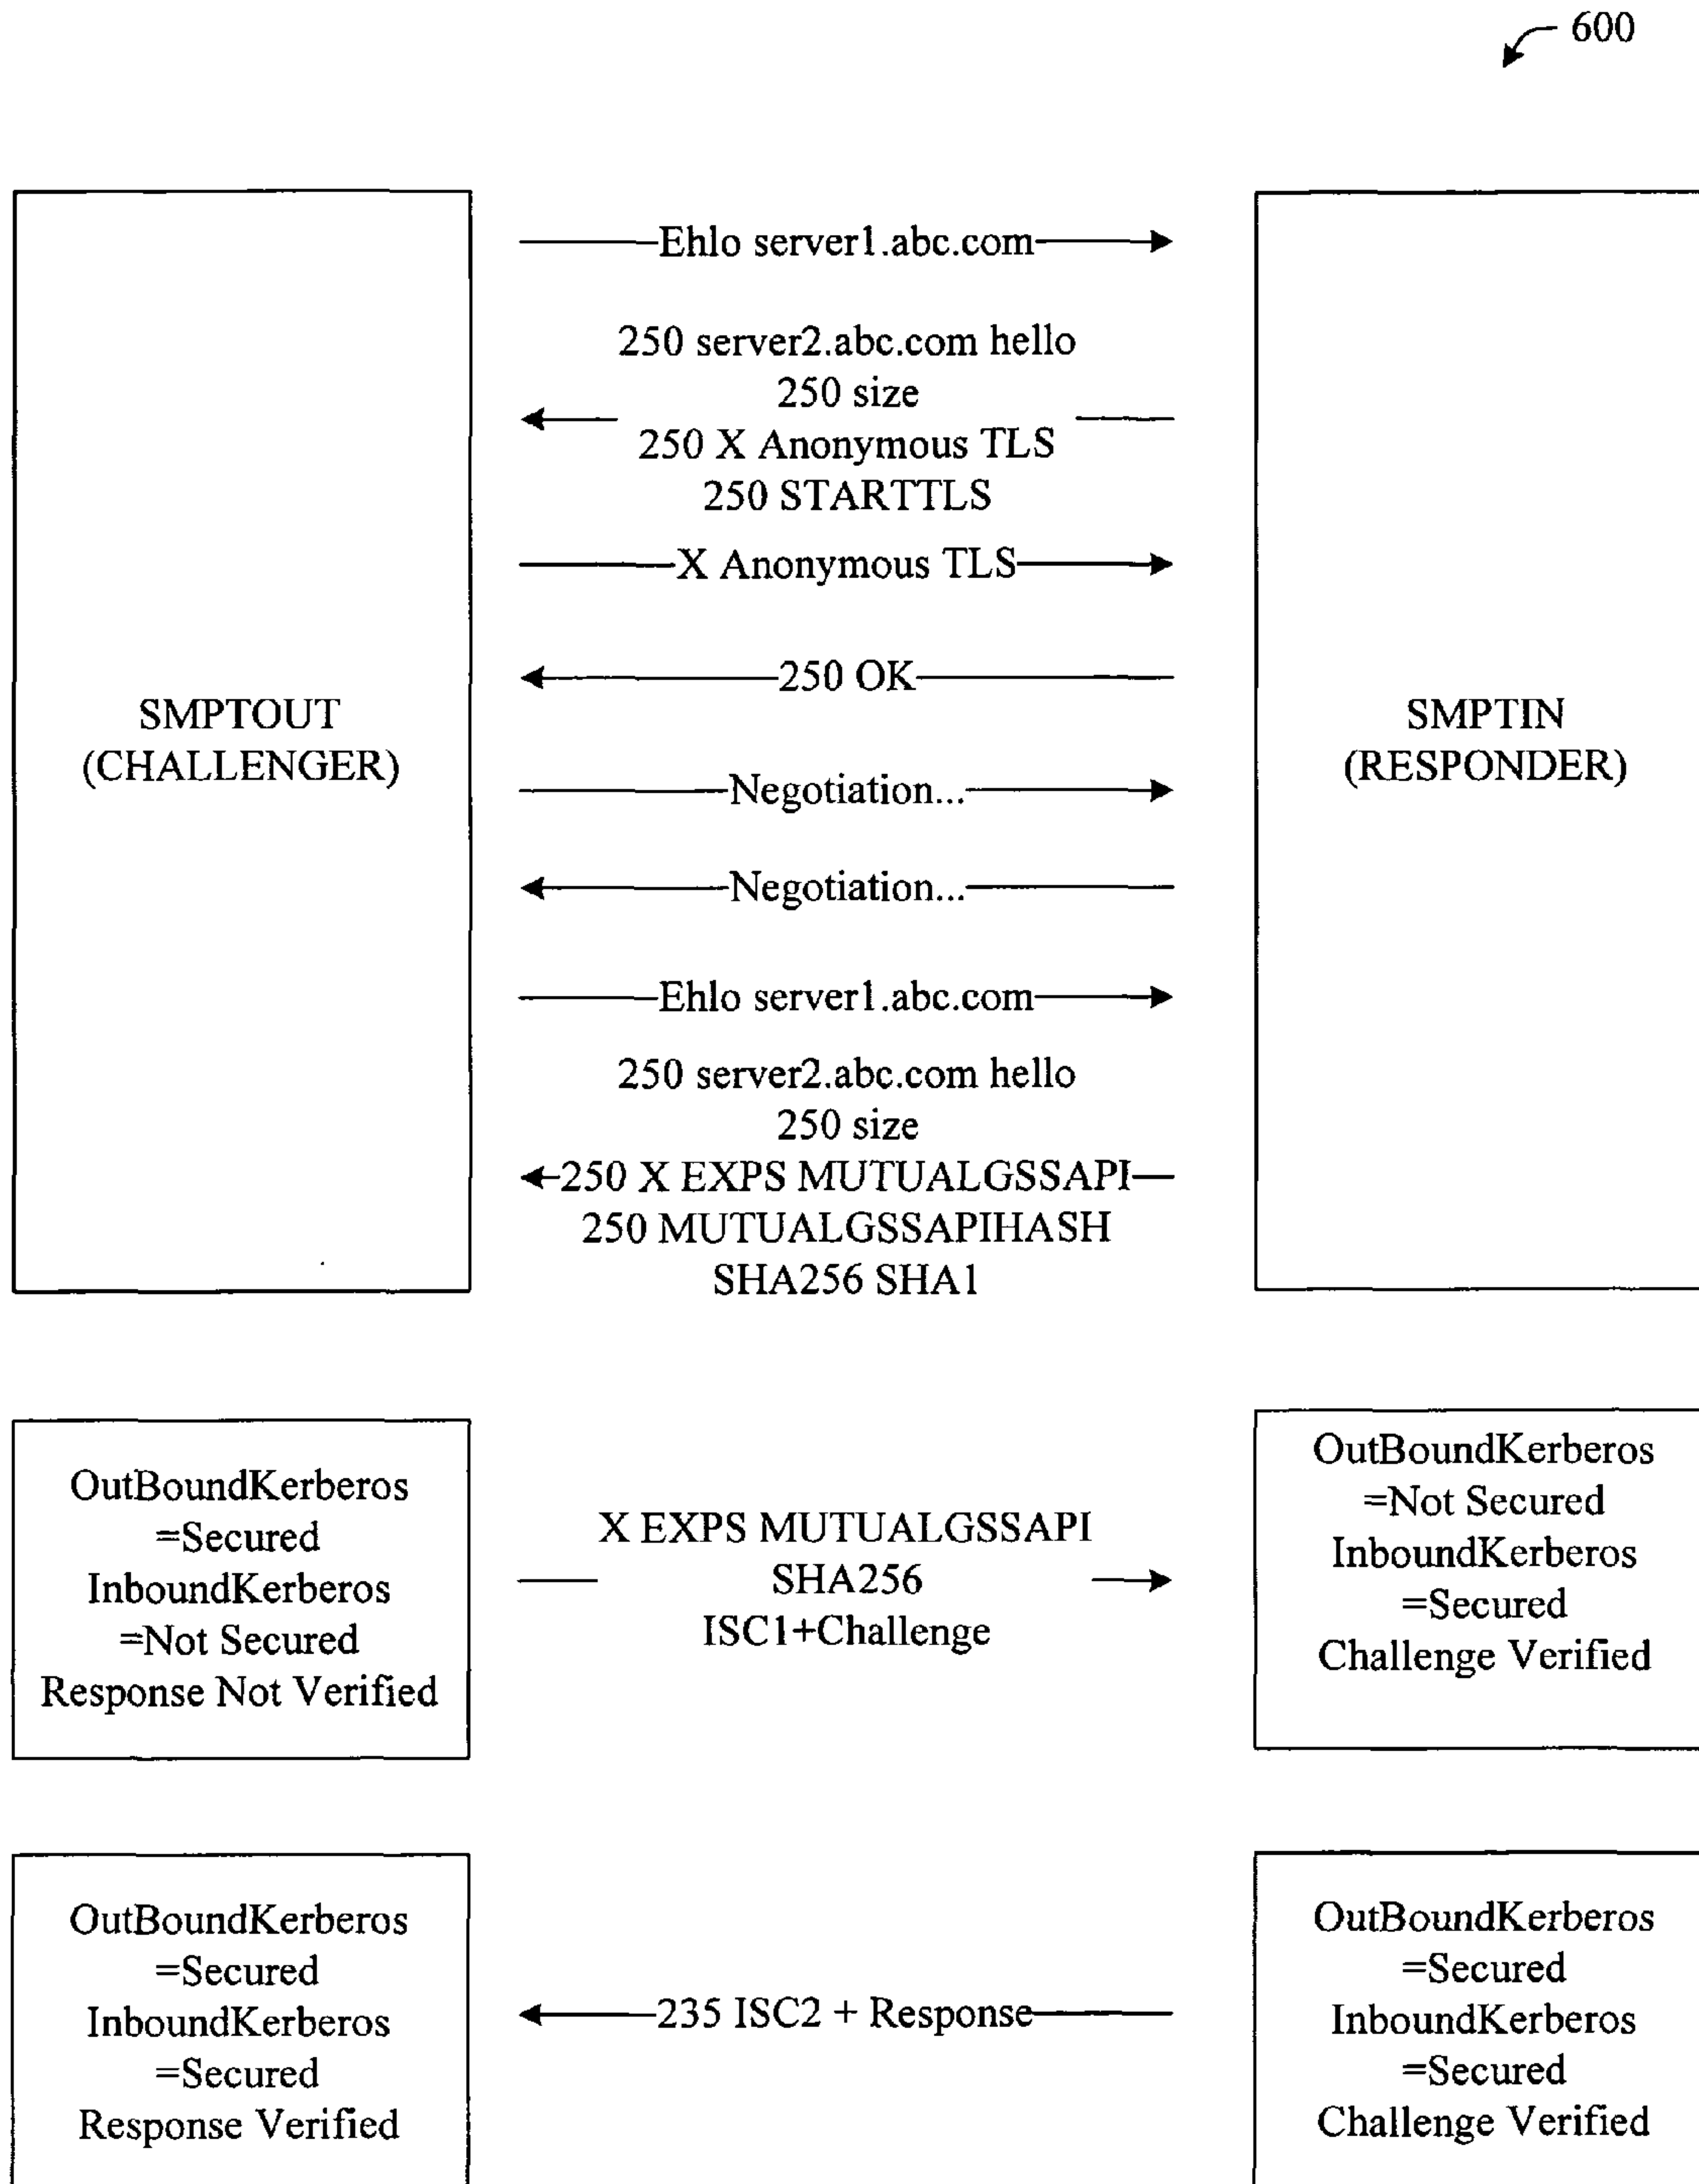 600
SMPTOUT
(CHALLENGER)
Ehlo server1.abc.com
250 server2.abc.com hello
250 size
250 X Anonymous TLS
250 STARTTLS
X Anonymous TLS
250 OK
Negotiation...
Negotiation...
Ehlo server1.abc.com
250 server2.abc.com hello
250 size
250 X EXPS MUTUALGSSAPI
250 MUTUALGSSAPIHASH
SHA256 SHA1
SMPTIN
(RESPONDER)
OutBoundKerberos
=Secured
InboundKerberos
=Not Secured
Response Not Verified
X EXPS MUTUALGSSAPI
SHA256
ISC1+Challenge
OutBoundKerberos
=Not Secured
InboundKerberos
=Secured
Challenge Verified
OutBoundKerberos
=Secured
InboundKerberos
=Secured
Response Verified
235 ISC2 + Response
OutBoundKerberos
=Secured
InboundKerberos
=Secured
Challenge Verified